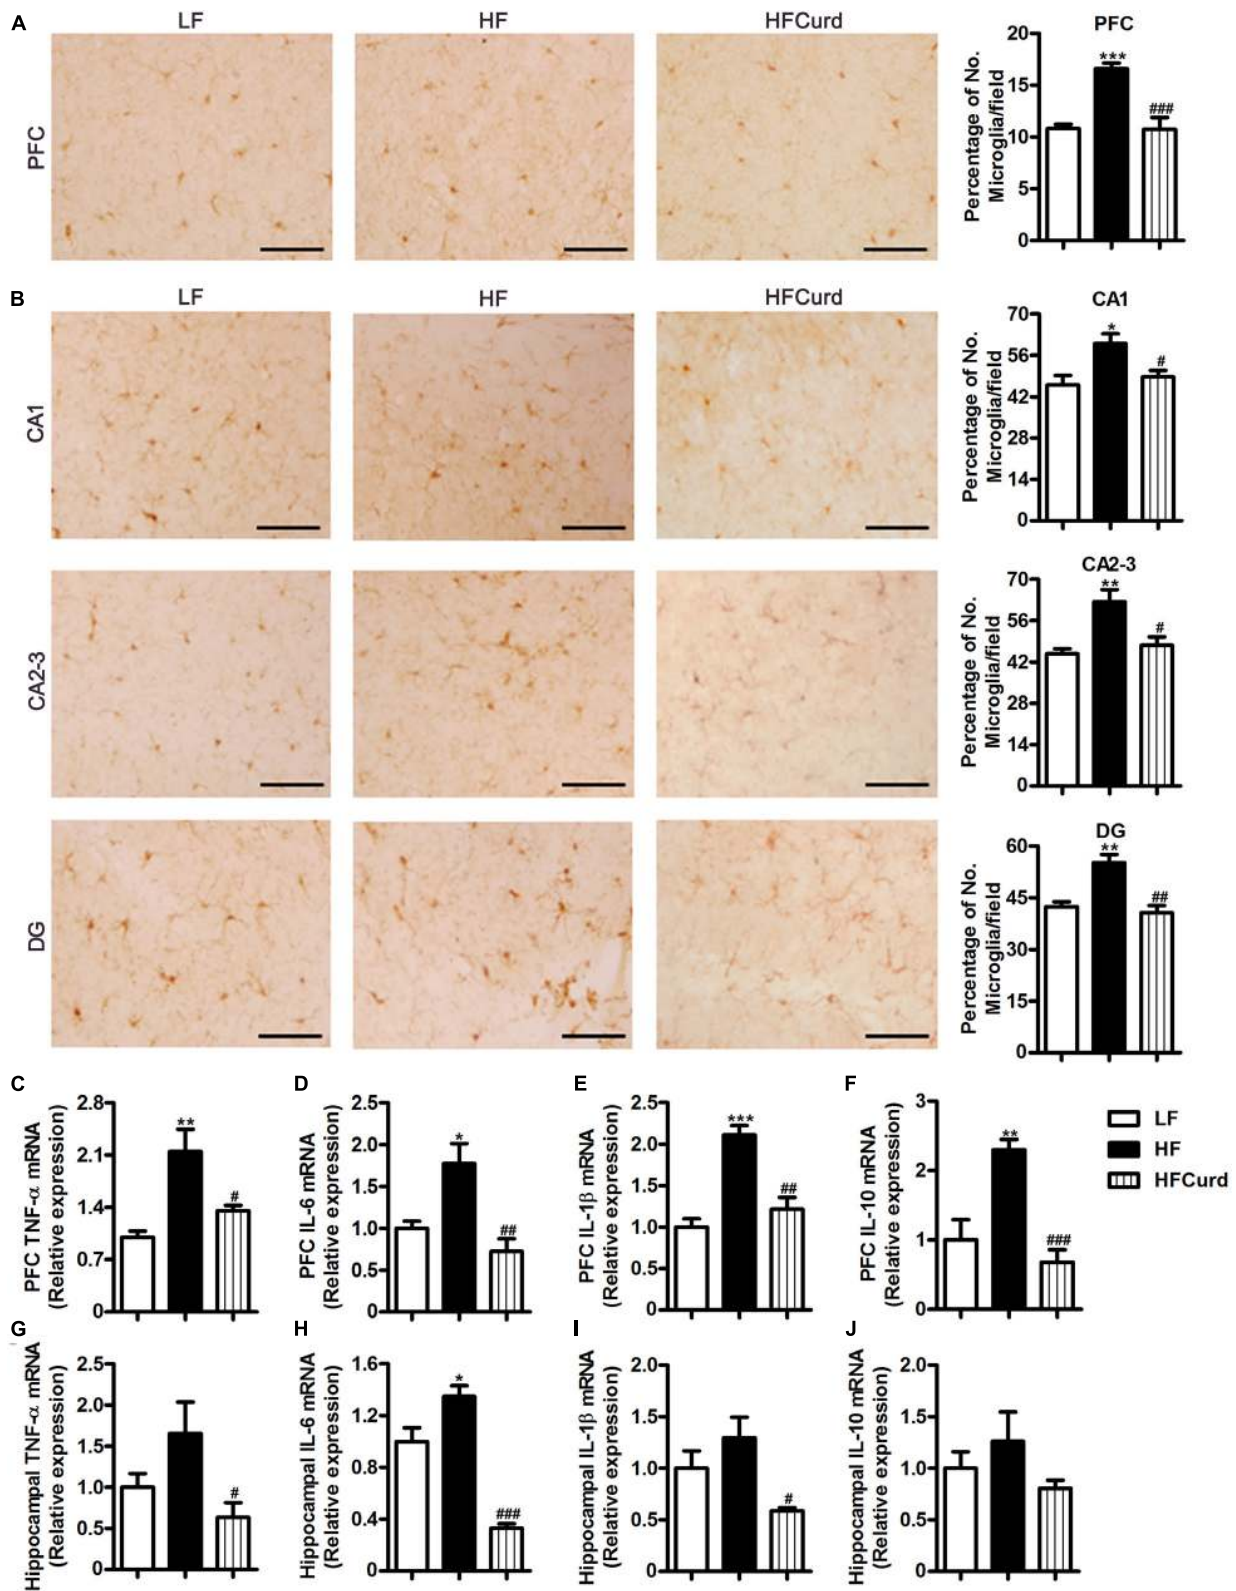 A
LF
HF
HFCurd
PFC
PFC
Percentage of No.
Microglia/field
20
15
10
5
0
***
###
B
LF
HF
HFCurd
CA1
CA1
Percentage of No.
Microglia/field
70
56
42
28
14
0
*
#
CA2-3
CA2-3
Percentage of No.
Microglia/field
70
56
42
28
14
0
**
#
DG
DG
Percentage of No.
Microglia/field
60
45
30
15
0
**
##
C
PFC TNF-α mRNA
(Relative expression)
2.8
2.1
1.4
0.7
0
**
#
D
PFC IL-6 mRNA
(Relative expression)
2.5
2.0
1.5
1.0
0.5
0
*
##
E
PFC IL-1β mRNA
(Relative expression)
2.5
2.0
1.5
1.0
0.5
0
***
##
F
PFC IL-10 mRNA
(Relative expression)
3
2
1
0
**
###
LF
HF
HFCurd
G
Hippocampal TNF-α mRNA
(Relative expression)
2.5
2.0
1.5
1.0
0.5
0
#
H
Hippocampal IL-6 mRNA
(Relative expression)
1.6
1.2
0.8
0.4
0
*
###
I
Hippocampal IL-1β mRNA
(Relative expression)
2.0
1.5
1.0
0.5
0
#
J
Hippocampal IL-10 mRNA
(Relative expression)
2.0
1.5
1.0
0.5
0